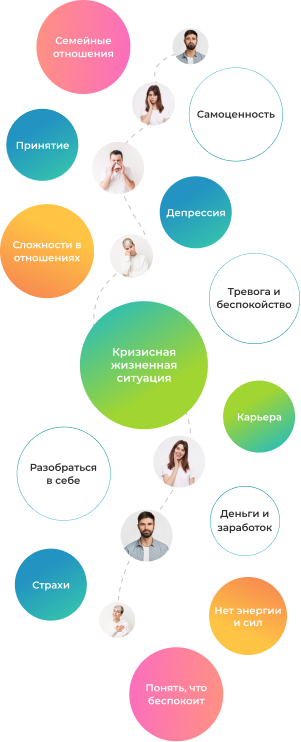 Семейные
отношения
Самоценность
Принятие
Депрессия
Сложности в
отношениях
Тревога и
беспокойство
Кризисная
жизненная
ситуация
Карьера
Разобраться
в себе
Деньги и
заработок
Страхи
Нет энергии
и сил
Понять, что
беспокоит